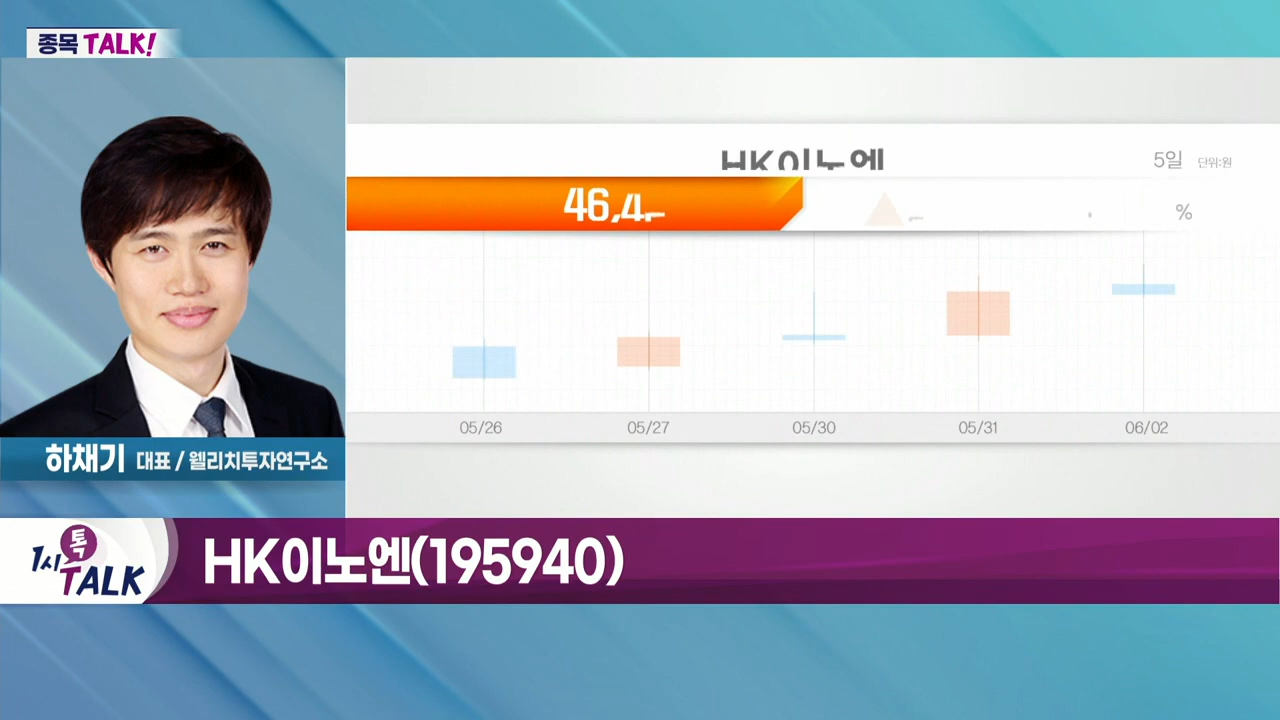 종목 TALK!
HK이노엔
5일 단위:원
46,4
%
05/26 05/27 05/30 05/31 06/02
하채기 대표 / 웰리치투자연구소
1시 톡 TALK
HK이노엔(195940)